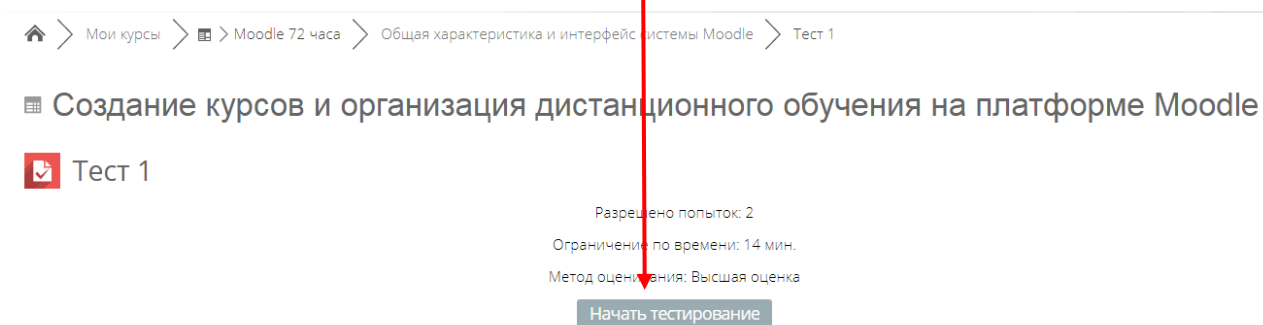 Мои курсы Moodle 72 часа Общая характеристика и интерфейс системы Moodle Тест 1
Создание курсов и организация дистанционного обучения на платформе Moodle
Тест 1
Разрешено попыток: 2
Ограничение по времени: 14 мин.
Метод оценивания: Высшая оценка
Начать тестирование